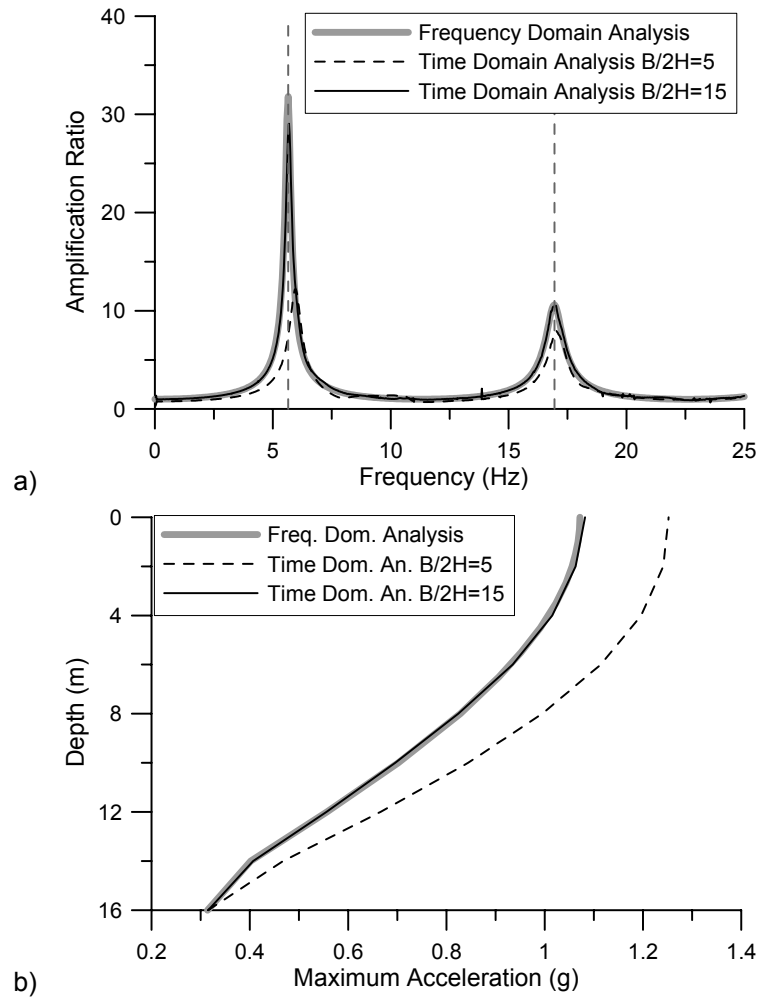 40
30
20
10
0
Amplification Ratio
Frequency Domain Analysis
Time Domain Analysis B/2H=5
Time Domain Analysis B/2H=15
0 5 10 15 20 25
Frequency (Hz)
a)
0
4
8
12
16
Depth (m)
Freq. Dom. Analysis
Time Dom. An. B/2H=5
Time Dom. An. B/2H=15
0.2 0.4 0.6 0.8 1 1.2 1.4
Maximum Acceleration (g)
b)